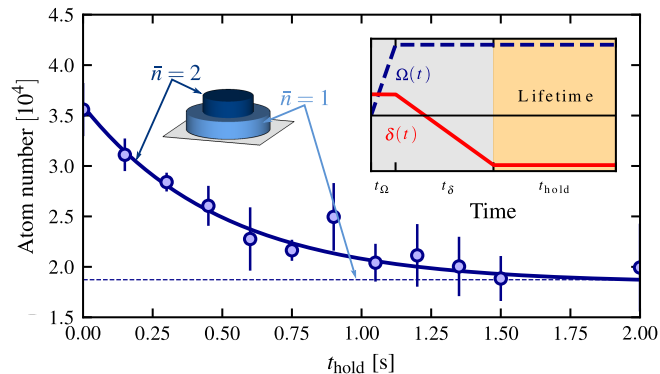 4.5
4.0
3.5
3.0
2.5
2.0
1.5
Atom number [10⁴]
n̄ = 2
n̄ = 1
Ω(t)
δ(t)
Lifetime
t_Ω t_δ t_hold
Time
0.00 0.25 0.50 0.75 1.00 1.25 1.50 1.75 2.00
t_hold [s]